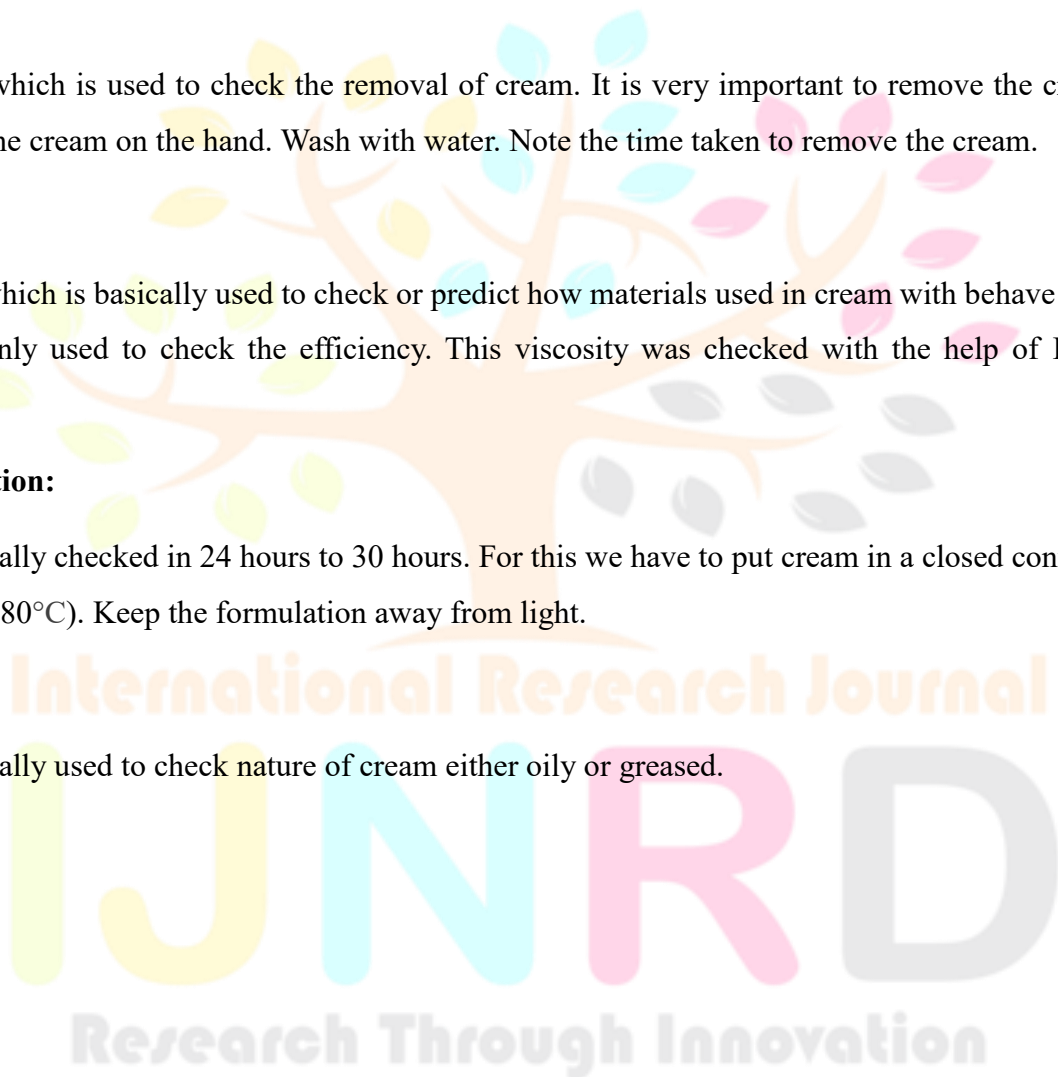 which is used to check the removal of cream. It is very important to remove the
cream on the hand. Wash with water. Note the time taken to remove the cream.
which is basically used to check or predict how materials used in cream with behave
used to check the efficiency. This viscosity was checked with the help of
tion:
ally checked in 24 hours to 30 hours. For this we have to put cream in a closed con
80°C). Keep the formulation away from light.
International Research Journal
ally used to check nature of cream either oily or greased.
IJNRD
Research Through Innovation